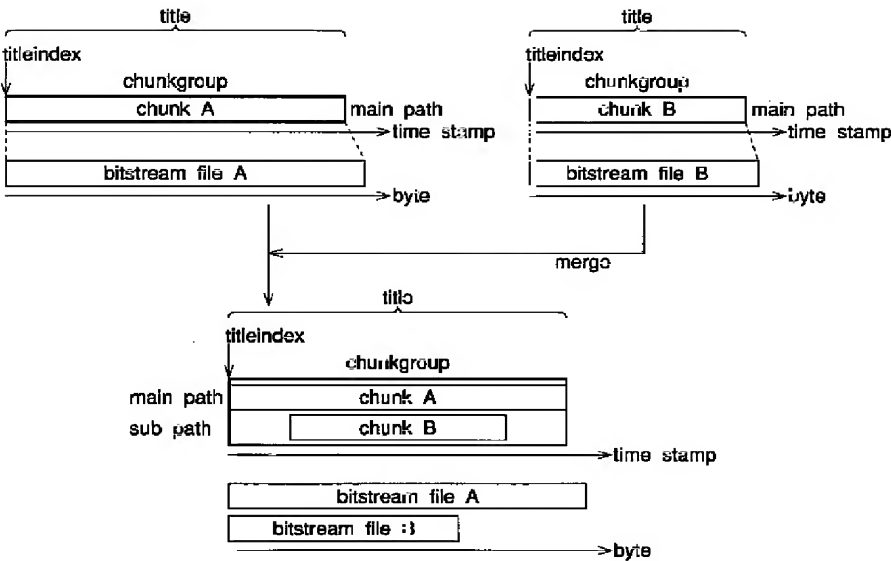 title
titleindex
chunkgroup
chunk A
main path
time stamp
bitstream file A
byte
title
titleindex
chunkgroup
chunk B
main path
time stamp
bitstream file B
byte
merge
title
titleindex
chunkgroup
main path
chunk A
sub path
chunk B
time stamp
bitstream file A
bitstream file B
byte